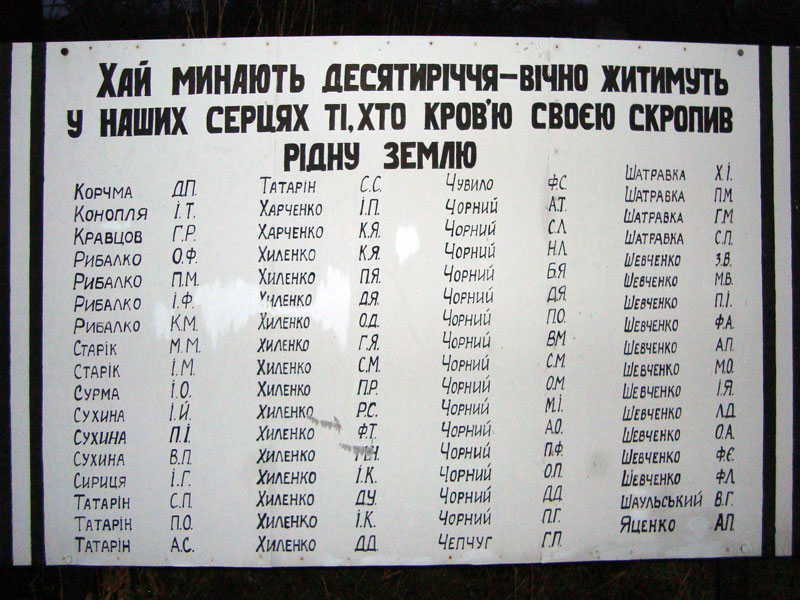 ХАЙ МИНАЮТЬ ДЕСЯТИРІЧЧЯ–ВІЧНО ЖИТИМУТЬ
У НАШИХ СЕРЦЯХ ТІ, ХТО КРОВ'Ю СВОЄЮ СКРОПИВ
РІДНУ ЗЕМЛЮ
КОРЧМА Д.П.
КОНОПЛЯ І.Т.
КРАВЦОВ Г.Р.
РИБАЛКО О.Ф.
РИБАЛКО П.М.
РИБАЛКО І.Ф.
РИБАЛКО К.М.
СТАРІК М.М.
СТАРІК І.М.
СУРМА І.О.
СУХИНА І.Й.
СУХИНА П.І.
СУХИНА В.П.
СИРИЦЯ І.Г.
ТАТАРІН С.П.
ТАТАРІН П.О.
ТАТАРІН А.С.
ТАТАРІН С.С.
ХАРЧЕНКО І.П.
ХАРЧЕНКО К.Я.
ХИЛЕНКО К.Я.
ХИЛЕНКО П.Я.
ХИЛЕНКО Д.Я.
ХИЛЕНКО О.Д.
ХИЛЕНКО Г.Я.
ХИЛЕНКО С.М.
ХИЛЕНКО П.Р.
ХИЛЕНКО Р.С.
ХИЛЕНКО Ф.Т.
ХИЛЕНКО
ХИЛЕНКО І.К.
ХИЛЕНКО Д.У.
ХИЛЕНКО І.К.
ХИЛЕНКО Д.Д.
ЧУВИЛО Ф.С.
ЧОРНИЙ А.Т.
ЧОРНИЙ С.Л.
ЧОРНИЙ Н.Л.
ЧОРНИЙ Б.Я
ЧОРНИЙ Д.Я.
ЧОРНИЙ П.О.
ЧОРНИЙ В.М
ЧОРНИЙ С.М.
ЧОРНИЙ О.М
ЧОРНИЙ М.І.
ЧОРНИЙ А.О.
ЧОРНИЙ П.Ф.
ЧОРНИЙ О.П.
ЧОРНИЙ Д.Д.
ЧОРНИЙ П.Г.
ЧЕПЧУГ Г.П.
ШАТРАВКА Х.І.
ШАТРАВКА П.М.
ШАТРАВКА Г.М
ШАТРАВКА С.П.
ШЕВЧЕНКО З.В.
ШЕВЧЕНКО М.В.
ШЕВЧЕНКО П.І.
ШЕВЧЕНКО Ф.А.
ШЕВЧЕНКО А.П.
ШЕВЧЕНКО М.О.
ШЕВЧЕНКО І.Я.
ШЕВЧЕНКО Л.Д.
ШЕВЧЕНКО О.А.
ШЕВЧЕНКО Ф.Є.
ШЕВЧЕНКО Ф.Л
ШАУЛЬСЬКИЙ В.Г.
ЯЦЕНКО А.П.